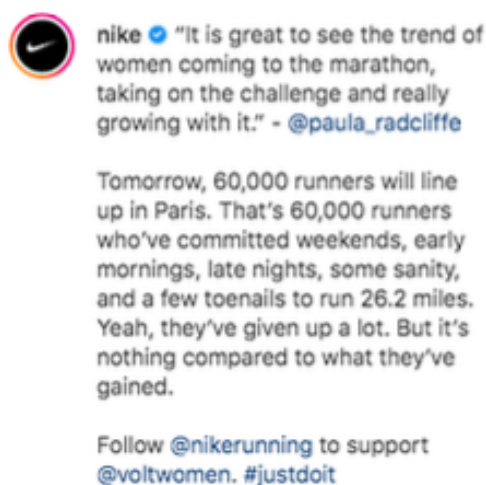 nike "It is great to see the trend of
women coming to the marathon,
taking on the challenge and really
growing with it." - @paula_radcliffe
Tomorrow, 60,000 runners will line
up in Paris. That's 60,000 runners
who've committed weekends, early
mornings, late nights, some sanity,
and a few toenails to run 26.2 miles.
Yeah, they've given up a lot. But it's
nothing compared to what they've
gained.
Follow @nikerunning to support
@voltwomen. #justdoit